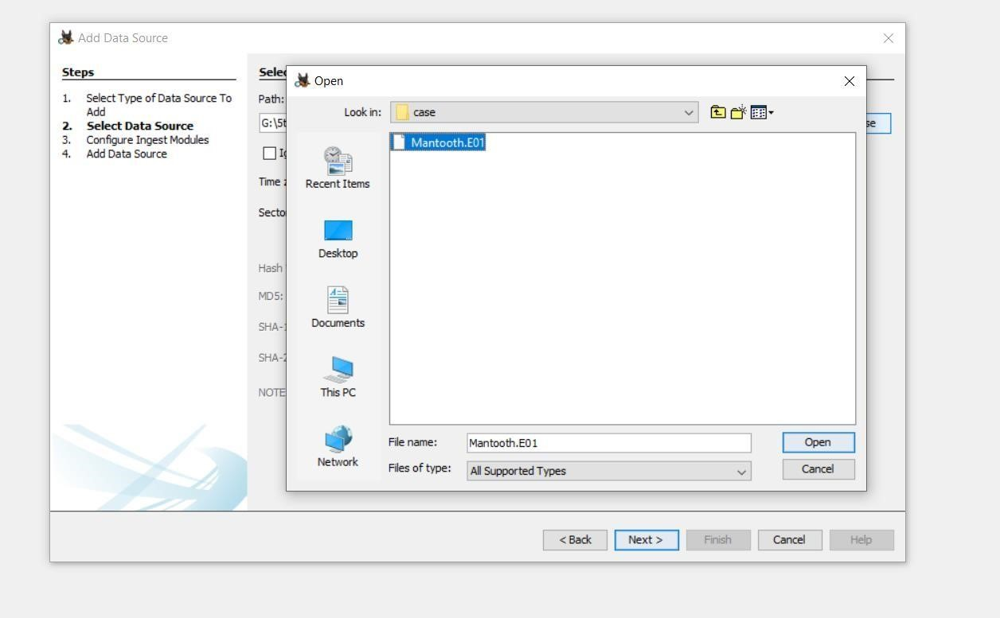 Add Data Source
Steps
1. Select Type of Data Source To
Add
2. Select Data Source
3. Configure Ingest Modules
4. Add Data Source
Path:
G:\5t
Time z
Hash
MD5:
SHA-1
SHA-2
NOTE
Open
Look in: case
Mantooth.E01
Recent Items
Desktop
Documents
This PC
Network
File name: Mantooth.E01 Open
Files of type: All Supported Types Cancel
< Back Next > Finish Cancel Help